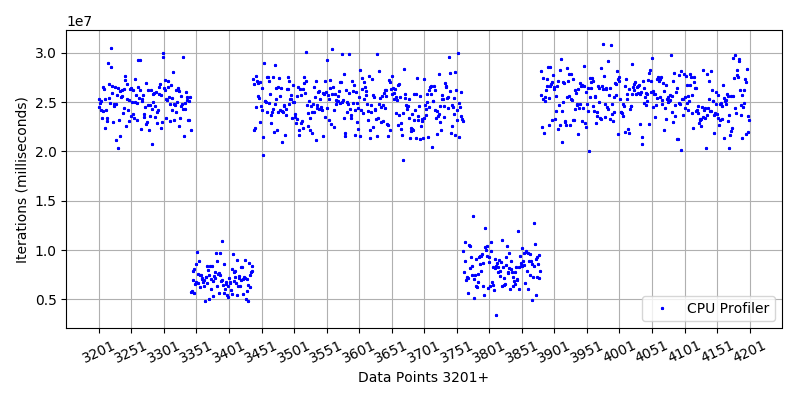 1e7
3.0
2.5
2.0
1.5
1.0
0.5
Iterations (milliseconds)
CPU Profiler
3201 3251 3301 3351 3401 3451 3501 3551 3601 3651 3701 3751 3801 3851 3901 3951 4001 4051 4101 4151 4201
Data Points 3201+